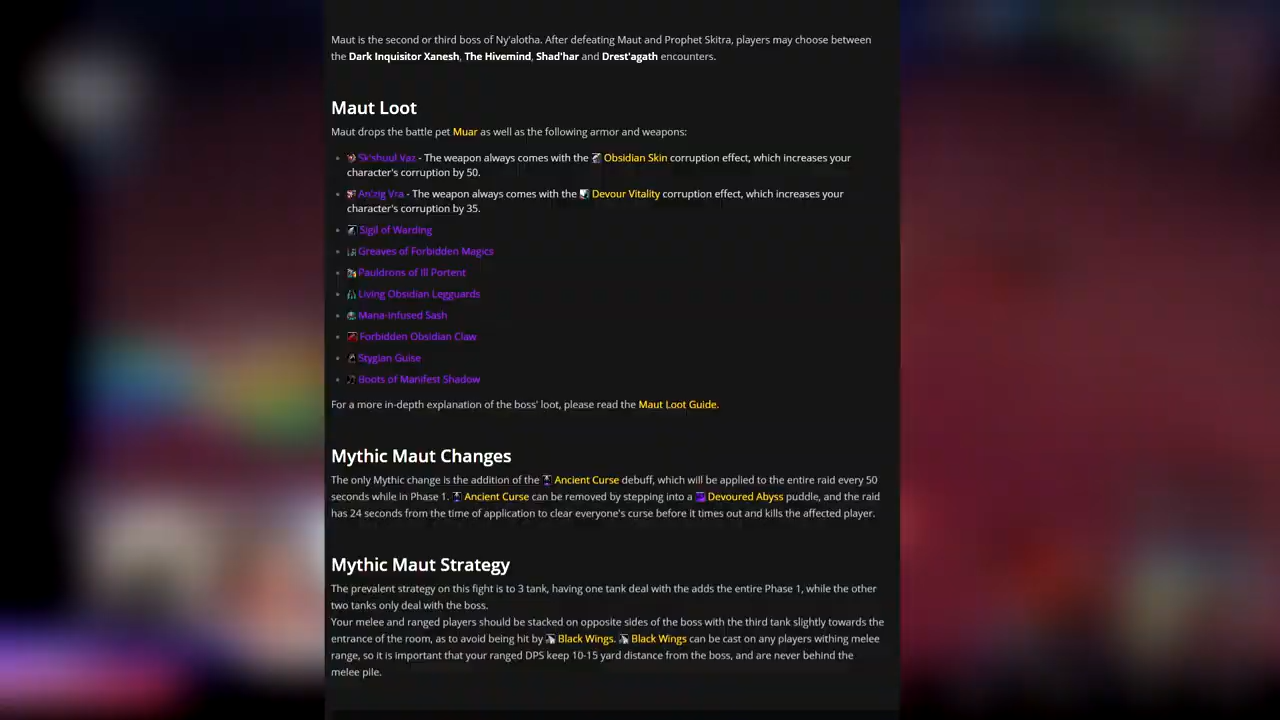 Maut is the second or third boss of Ny'alotha. After defeating Maut and Prophet Skitra, players may choose between
the Dark Inquisitor Xanesh, The Hivemind, Shad'har and Drest'agath encounters.
Maut Loot
Maut drops the battle pet Muar as well as the following armor and weapons:
Sk'shuul Vaz - The weapon always comes with the Obsidian Skin corruption effect, which increases your
character's corruption by 50.
An'zig Vra - The weapon always comes with the Devour Vitality corruption effect, which increases your
character's corruption by 35.
Sigil of Warding
Greaves of Forbidden Magics
Pauldrons of Ill Portent
Living Obsidian Legguards
Mana-Infused Sash
Forbidden Obsidian Claw
Stygian Guise
Boots of Manifest Shadow
For a more in-depth explanation of the boss' loot, please read the Maut Loot Guide.
Mythic Maut Changes
The only Mythic change is the addition of the Ancient Curse debuff, which will be applied to the entire raid every 50
seconds while in Phase 1. Ancient Curse can be removed by stepping into a Devoured Abyss puddle, and the raid
has 24 seconds from the time of application to clear everyone's curse before it times out and kills the affected player.
Mythic Maut Strategy
The prevalent strategy on this fight is to 3 tank, having one tank deal with the adds the entire Phase 1, while the other
two tanks only deal with the boss.
Your melee and ranged players should be stacked on opposite sides of the boss with the third tank slightly towards the
entrance of the room, as to avoid being hit by Black Wings. Black Wings can be cast on any players withing melee
range, so it is important that your ranged DPS keep 10-15 yard distance from the boss, and are never behind the
melee pile.